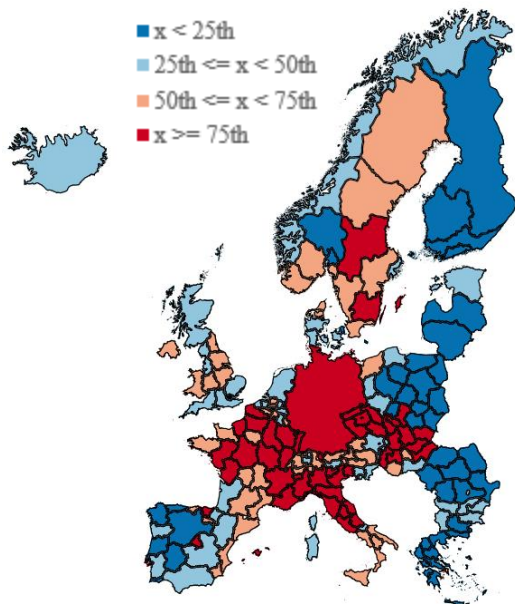 x < 25th
25th <= x < 50th
50th <= x < 75th
x >= 75th